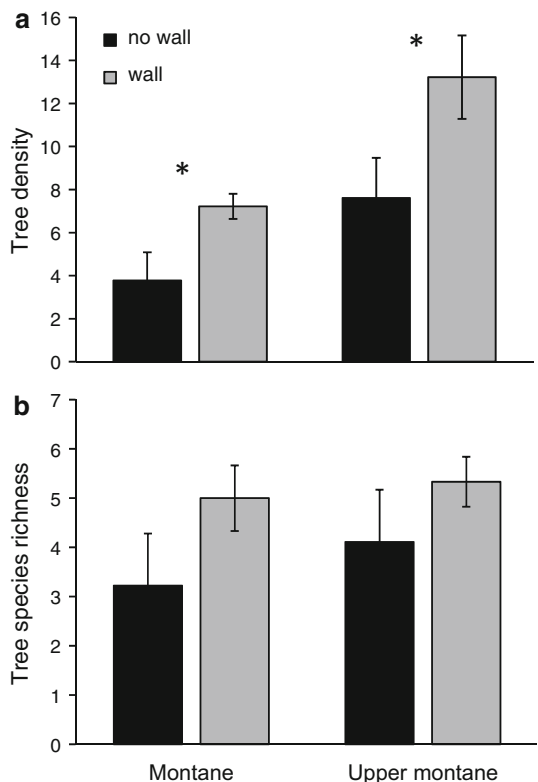 a
16
14
12
10
8
6
4
2
0
Tree density
no wall
wall
*
*
b
7
6
5
4
3
2
1
0
Tree species richness
Montane
Upper montane